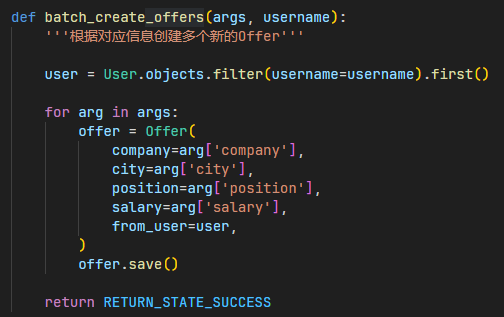 def batch_create_offers(args, username):
    '''根据对应信息创建多个新的Offer'''
    user = User.objects.filter(username=username).first()
    for arg in args:
        offer = Offer(
            company=arg['company'],
            city=arg['city'],
            position=arg['position'],
            salary=arg['salary'],
            from_user=user,
        )
        offer.save()
    return RETURN_STATE_SUCCESS